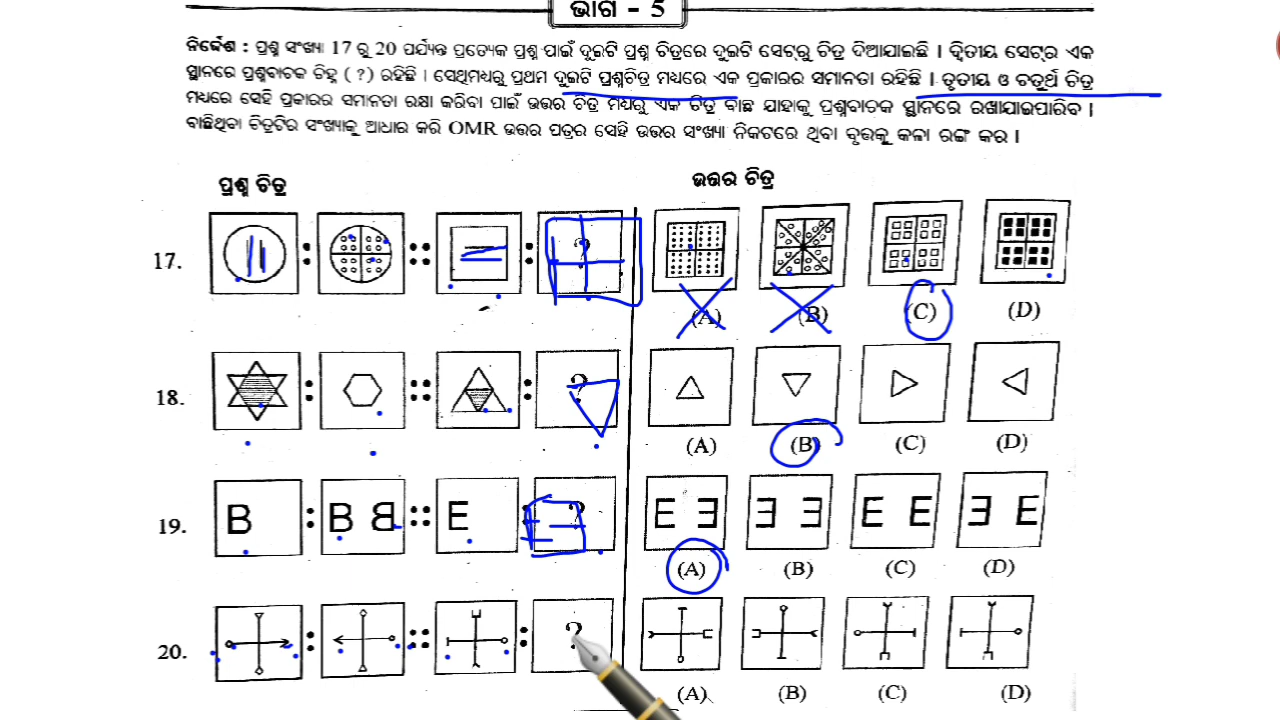 ଭାଗ - 5
ନିର୍ଦ୍ଦେଶ : ପ୍ରଶ୍ନ ସଂଖ୍ୟା 17 ରୁ 20 ପର୍ଯ୍ୟନ୍ତ ପ୍ରତ୍ୟେକ ପ୍ରଶ୍ନ ପାଇଁ ଦୁଇଟି ପ୍ରଶ୍ନ ଚିତ୍ରରେ ଦୁଇଟି ସେଟ୍‌ରୁ ଚିତ୍ର ଦିଆଯାଇଛି । ଦ୍ୱିତୀୟ ସେଟ୍‌ର ଏକ
ସ୍ଥାନରେ ପ୍ରଶ୍ନବାଚକ ଚିହ୍ନ ( ? ) ରହିଛି । ସେଥିମଧ୍ୟରୁ ପ୍ରଥମ ଦୁଇଟି ପ୍ରଶ୍ନଚିତ୍ର ମଧ୍ୟରେ ଏକ ପ୍ରକାରର ସମାନତା ରହିଛି । ତୃତୀୟ ଓ ଚତୁର୍ଥ ଚିତ୍ର
ମଧ୍ୟରେ ସେହି ପ୍ରକାରର ସମାନତା ରକ୍ଷା କରିବା ପାଇଁ ଉତ୍ତର ଚିତ୍ର ମଧ୍ୟରୁ ଏକ ଚିତ୍ର ବାଛ ଯାହାକୁ ପ୍ରଶ୍ନବାଚକ ସ୍ଥାନରେ ରଖାଯାଇପାରିବ ।
ବାଛିଥିବା ଚିତ୍ରଟିର ସଂଖ୍ୟାକୁ ଆଧାର କରି OMR ଉତ୍ତର ପତ୍ରର ସେହି ଉତ୍ତର ସଂଖ୍ୟା ନିକଟରେ ଥିବା ବୃତ୍ତକୁ କଳା ରଙ୍ଗ କର ।
ପ୍ରଶ୍ନ ଚିତ୍ର ଉତ୍ତର ଚିତ୍ର
17. : :: : ?
(A) (B) (C) (D)
18. : :: : ?
(A) (B) (C) (D)
19. B : B ᗺ :: E : ? E Ǝ Ǝ Ǝ E E Ǝ E
(A) (B) (C) (D)
20. : :: : ?
(A) (B) (C) (D)